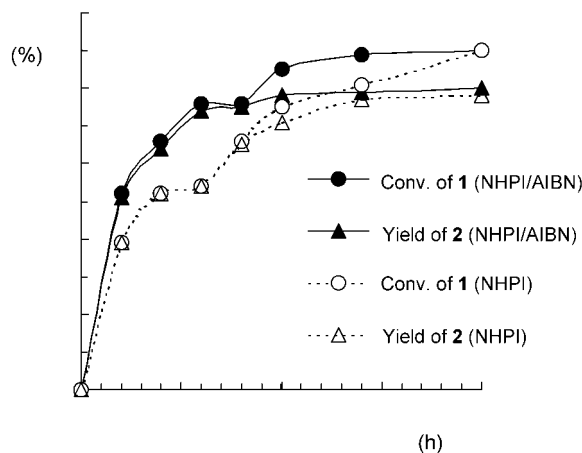 (%)
Conv. of 1 (NHPI/AIBN)
Yield of 2 (NHPI/AIBN)
Conv. of 1 (NHPI)
Yield of 2 (NHPI)
(h)